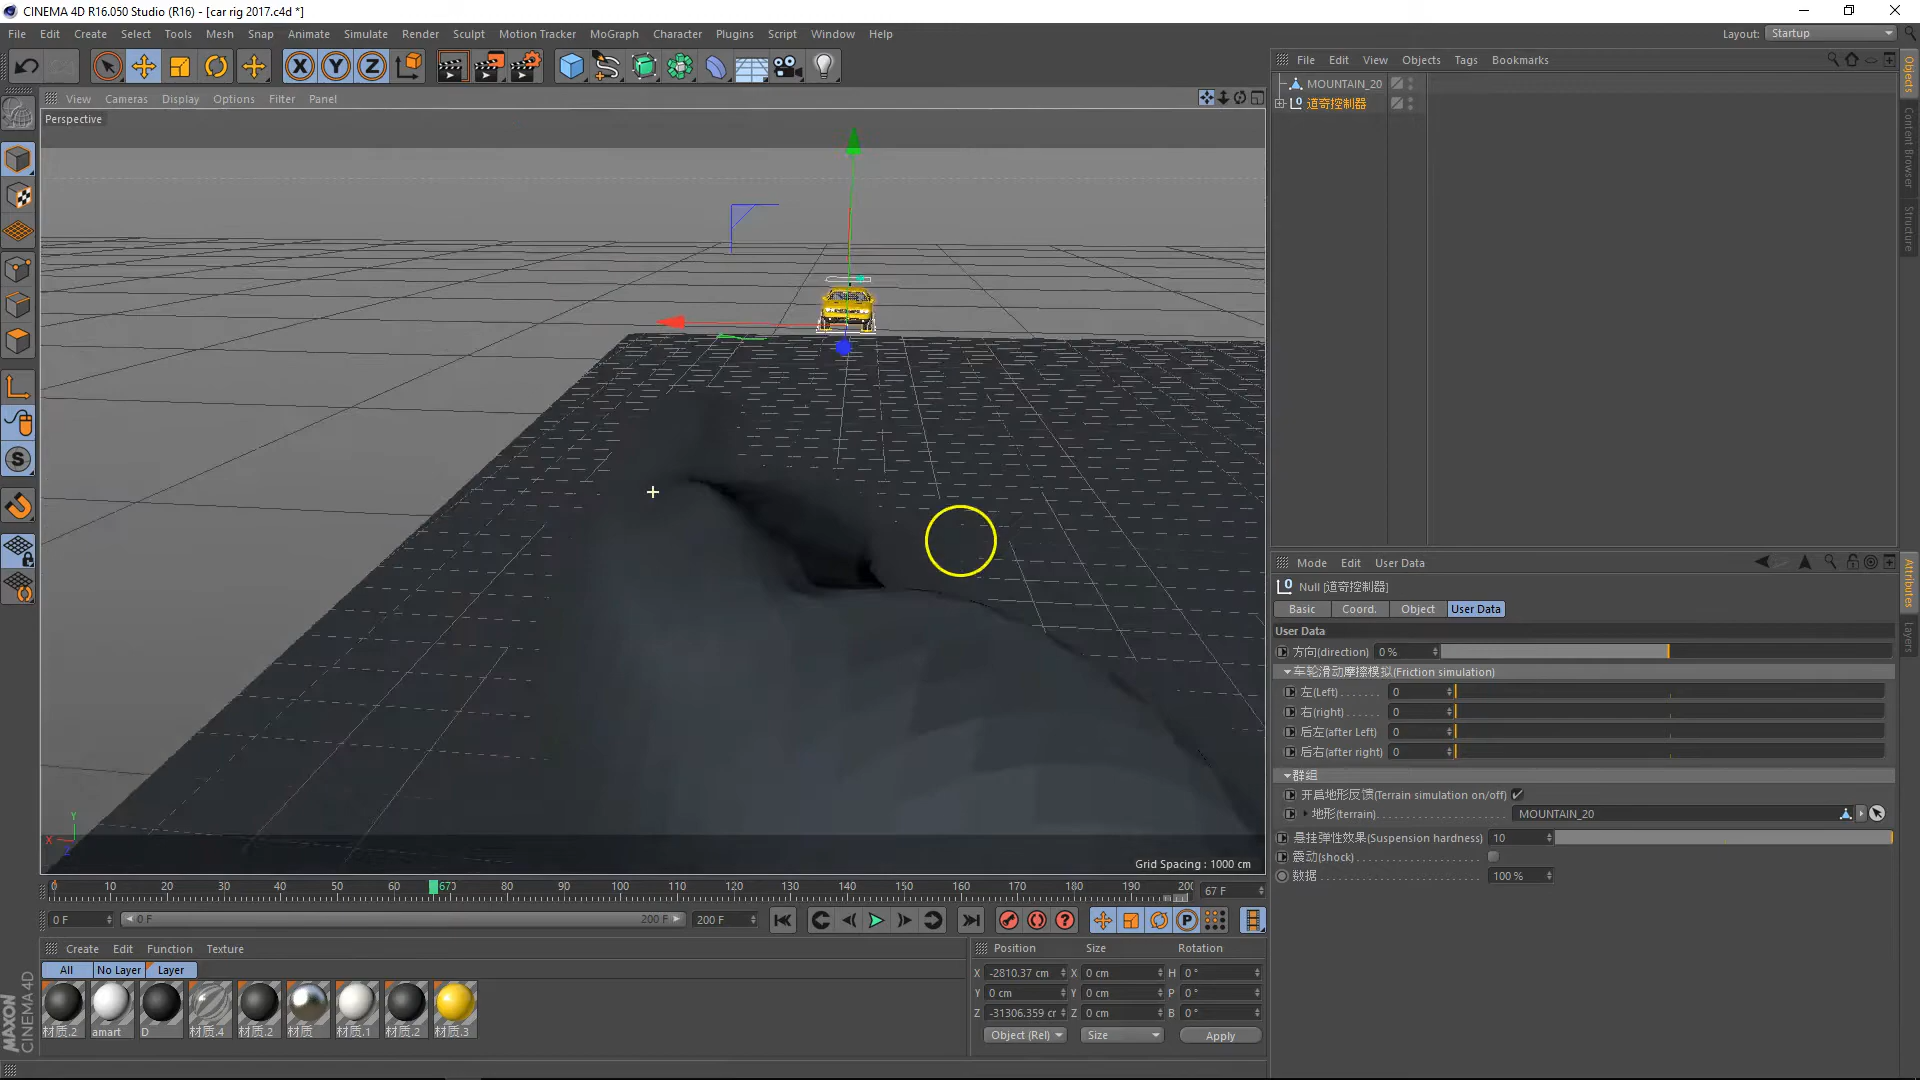 CINEMA 4D R16.050 Studio (R16) - [car rig 2017.c4d *]
File Edit Create Select Tools Mesh Snap Animate Simulate Render Sculpt Motion Tracker MoGraph Character Plugins Script Window Help
Layout: Startup
X Y Z
View Cameras Display Options Filter Panel
Perspective
Grid Spacing : 1000 cm
0 10 20 30 40 50 60 670 80 90 100 110 120 130 140 150 160 170 180 190 200
67 F
0 F
0 F
200 F
200 F
Create Edit Function Texture
All No Layer Layer
材质.2 amart D 材质.4 材质.2 材质 材质.1 材质.2 材质.3
MAXON
CINEMA 4D
Position Size Rotation
X -2810.37 cm X 0 cm H 0 °
Y 0 cm Y 0 cm P 0 °
Z -31306.359 cr Z 0 cm B 0 °
Object (Rel) Size Apply
File Edit View Objects Tags Bookmarks
MOUNTAIN_20
道奇控制器
Objects
Content Browser
Structure
Mode Edit User Data
Null [道奇控制器]
Basic Coord. Object User Data
User Data
方向(direction) 0 %
车轮滑动摩擦模拟(Friction simulation)
左(Left) . . . . . . . 0
右(right) . . . . . . 0
后左(after Left) 0
后右(after right) 0
群组
开启地形反馈(Terrain simulation on/off)
地形(terrain) MOUNTAIN_20
悬挂弹性效果(Suspension hardness) 10
震动(shock)
数据 100 %
Attributes
Layers